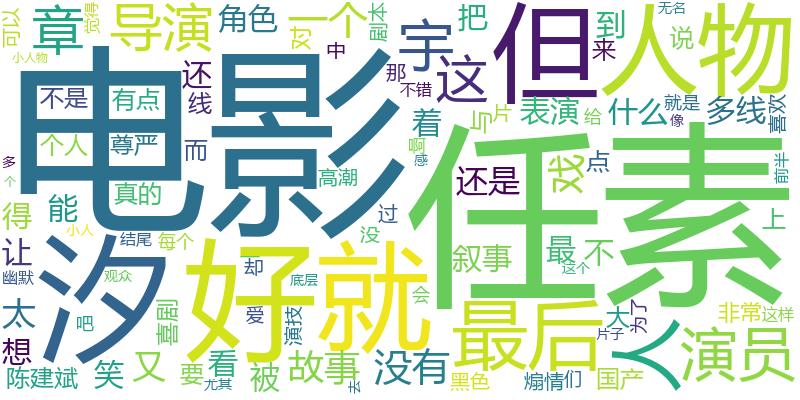 可以
觉得
章
导演
角色
对
一个
剧本
宇
把
到
无名
说
但
人物
小人物
电影
还
线
中
那
不错
这
来
不是
有点
着
与
片
表演
给
什么
就是
像
多线
喜欢
个人
尊严
而
啊
感
任素
多
个
真的
高潮
还是
戏
点
前半
得
能
小人
过
没
上
让
结尾
每个
汐
好就
叙事
最
不
这个
幽默
观众
却
底层
会
太
吧
喜剧
爱
演技
最后
大
为了
非常
这样
片子
人
想
笑
又
看
故事
没有
演员
陈建斌
要
尤其
被
去
黑色
煽情
们
国产